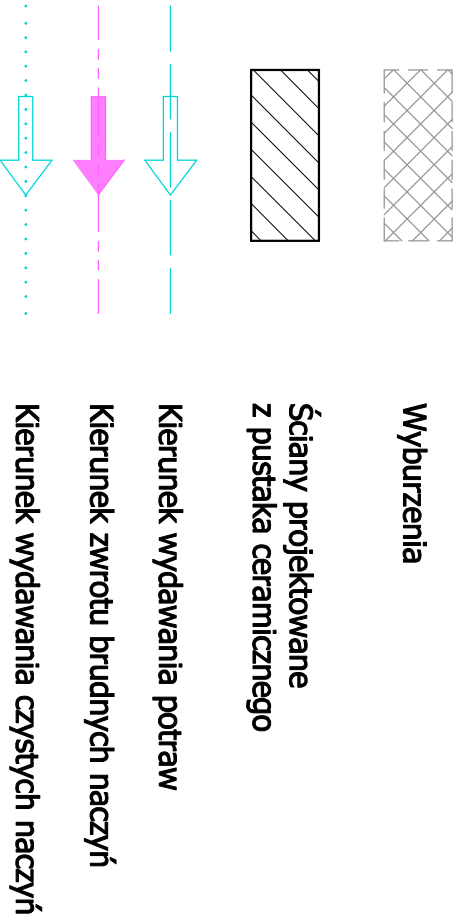 Wyburzenia
Ściany projektowane
z pustaka ceramicznego
Kierunek wydawania potraw
Kierunek zwrotu brudnych naczyń
Kierunek wydawania czystych naczyń